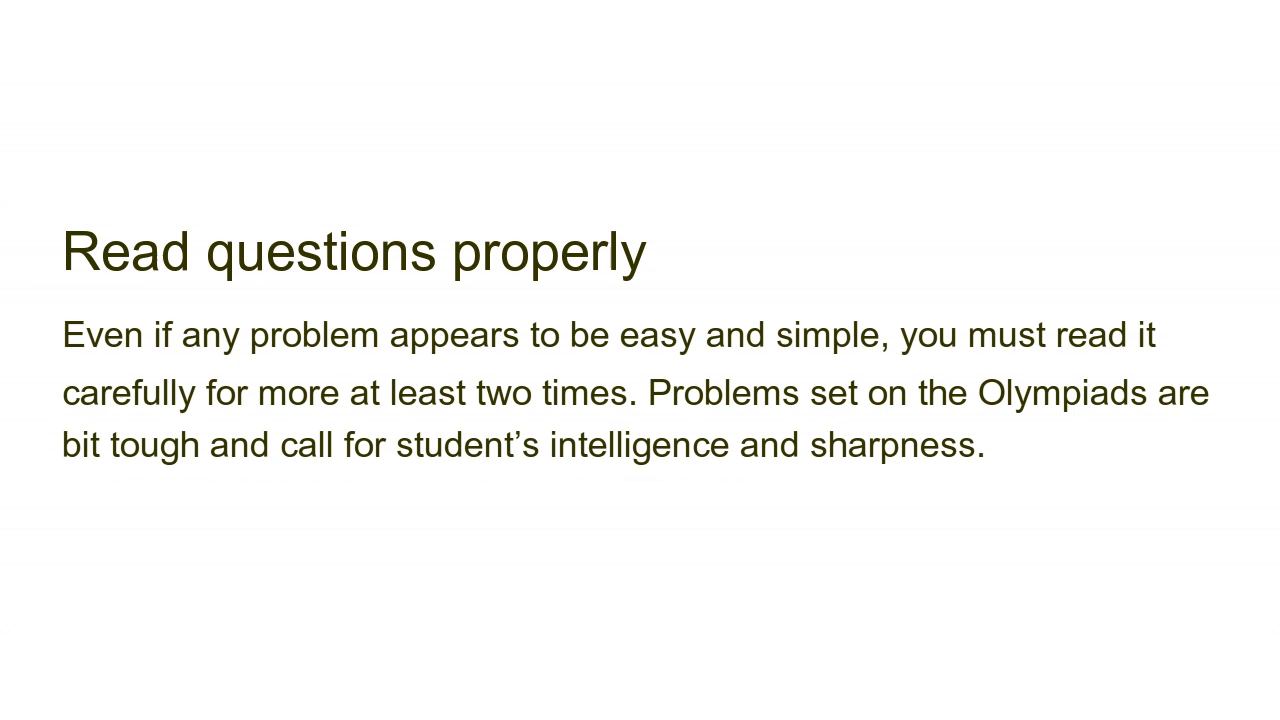 Read questions properly
Even if any problem appears to be easy and simple, you must read it
carefully for more at least two times. Problems set on the Olympiads are
bit tough and call for student’s intelligence and sharpness.